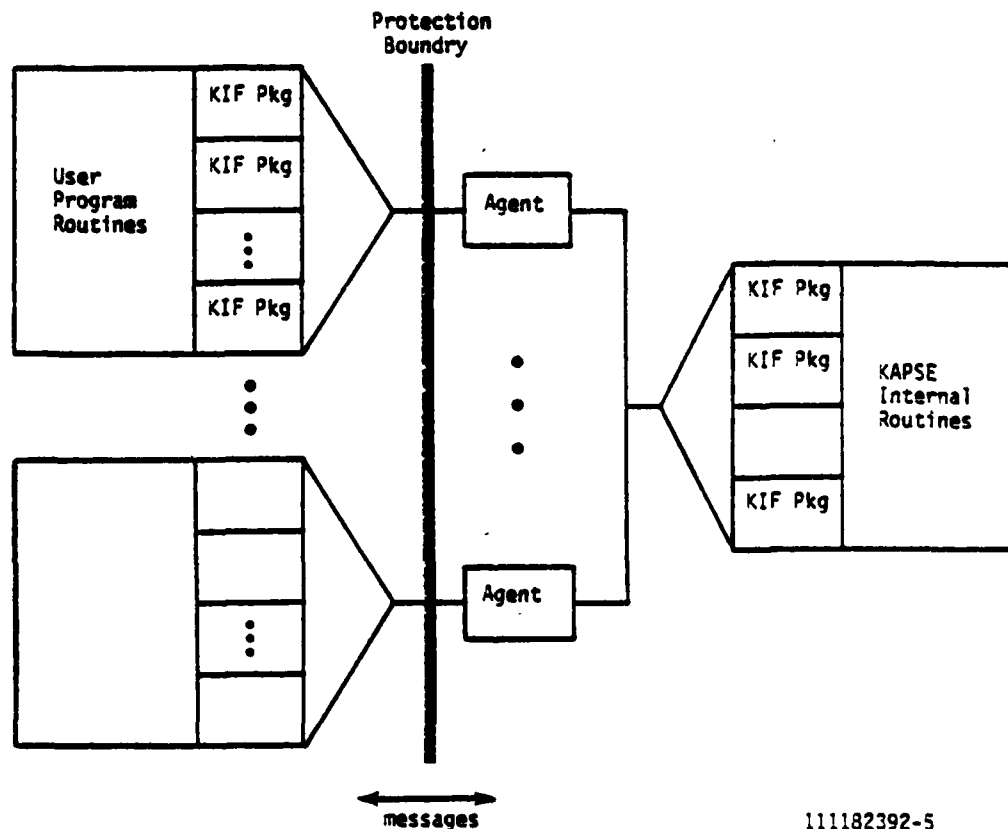 Protection
Boundry
KIF Pkg
KIF Pkg
User
Program
Routines
KIF Pkg
Agent
KIF Pkg
KIF Pkg
KAPSE
Internal
Routines
KIF Pkg
Agent
messages
111182392-5